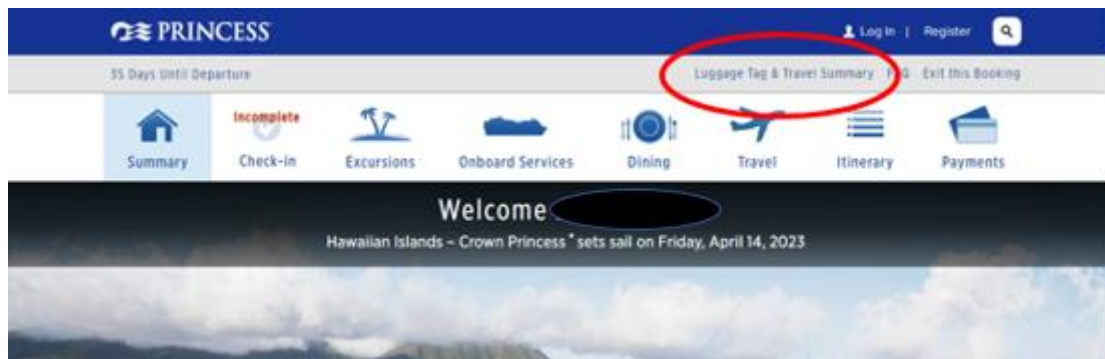 PRINCESS
Log In | Register
35 Days Until Departure
Luggage Tag & Travel Summary FAQ Exit this Booking
Incomplete
Summary Check-in Excursions Onboard Services Dining Travel Itinerary Payments
Welcome
Hawaiian Islands – Crown Princess® sets sail on Friday, April 14, 2023